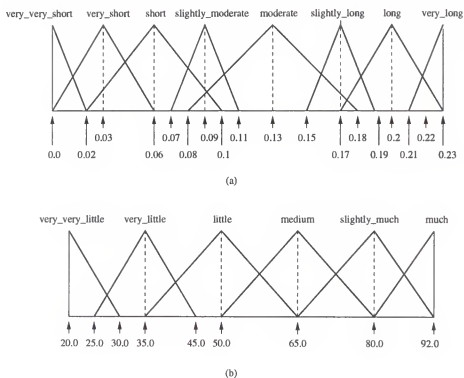 very_very_short very_short short slightly_moderate moderate slightly_long long very_long
0.03 0.07 0.09 0.11 0.13 0.15 0.18 0.2 0.22
0.0 0.02 0.06 0.08 0.1 0.17 0.19 0.21 0.23
(a)
very_very_little very_little little medium slightly_much much
20.0 25.0 30.0 35.0 45.0 50.0 65.0 80.0 92.0
(b)